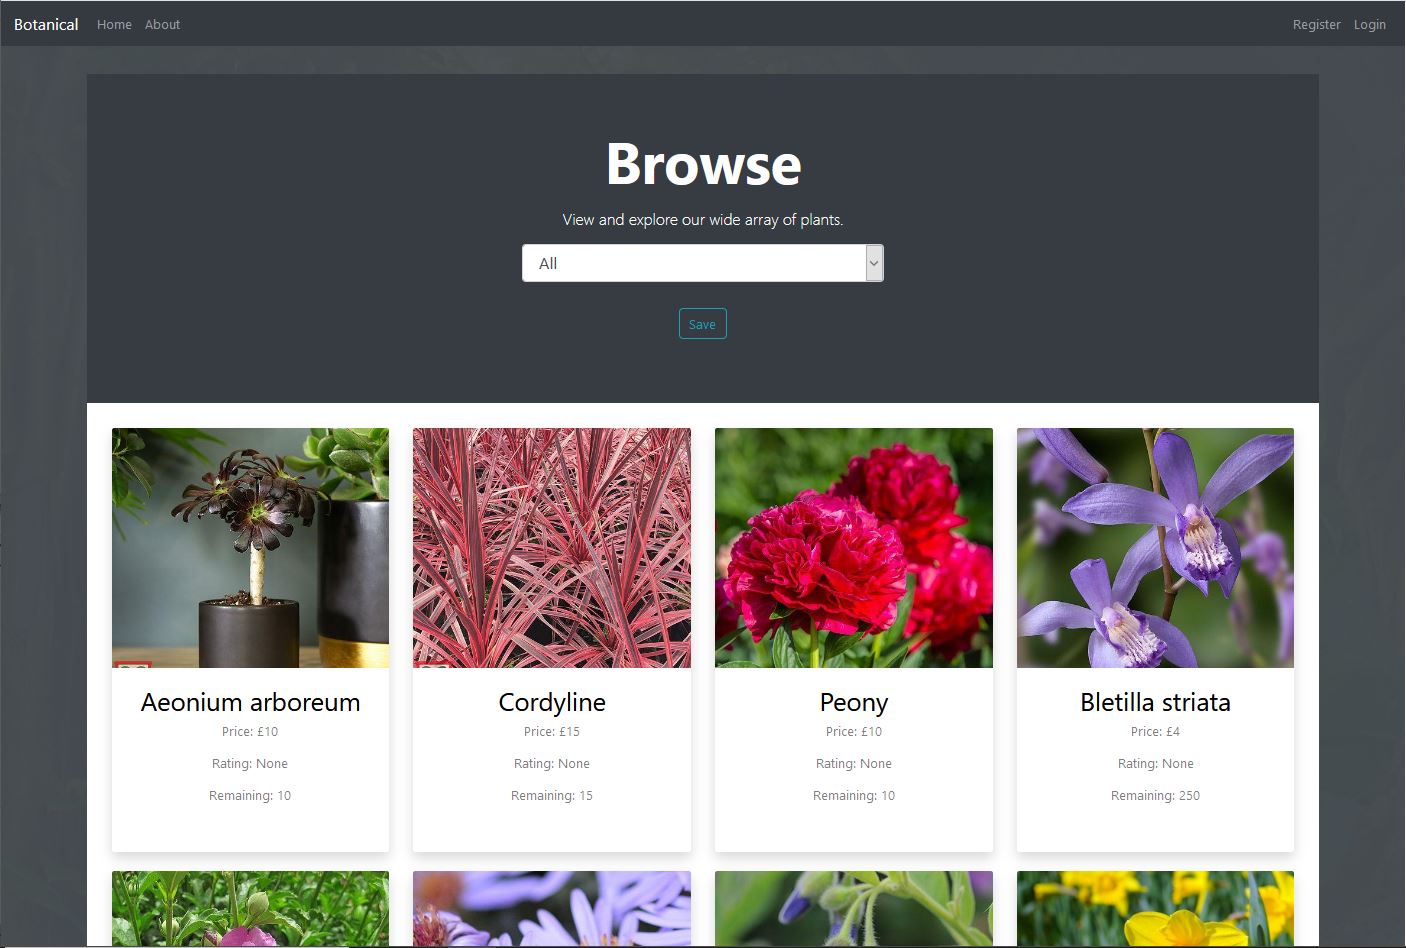 Botanical Home About Register Login
Browse
View and explore our wide array of plants.
All
Save
Aeonium arboreum Cordyline Peony Bletilla striata
Price: £10 Price: £15 Price: £10 Price: £4
Rating: None Rating: None Rating: None Rating: None
Remaining: 10 Remaining: 15 Remaining: 10 Remaining: 250